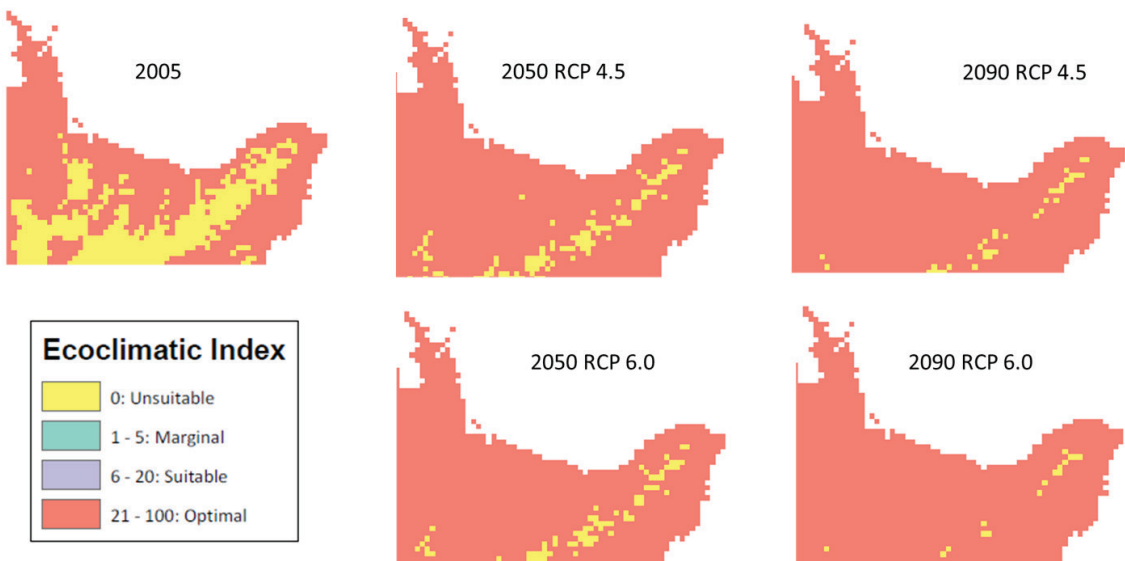 2005
2050 RCP 4.5
2090 RCP 4.5
Ecoclimatic Index
0: Unsuitable
1 - 5: Marginal
6 - 20: Suitable
21 - 100: Optimal
2050 RCP 6.0
2090 RCP 6.0